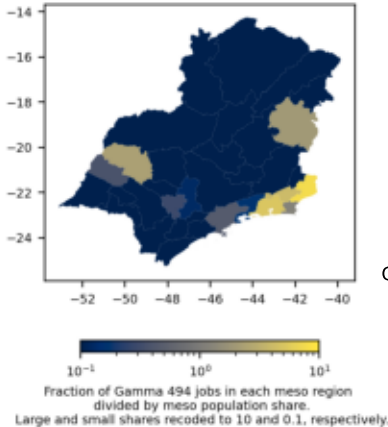 −14
−16
−18
−20
−22
−24
−52 −50 −48 −46 −44 −42 −40
10⁻¹ 10⁰ 10¹
Fraction of Gamma 494 jobs in each meso region
divided by meso population share.
Large and small shares recoded to 10 and 0.1, respectively.